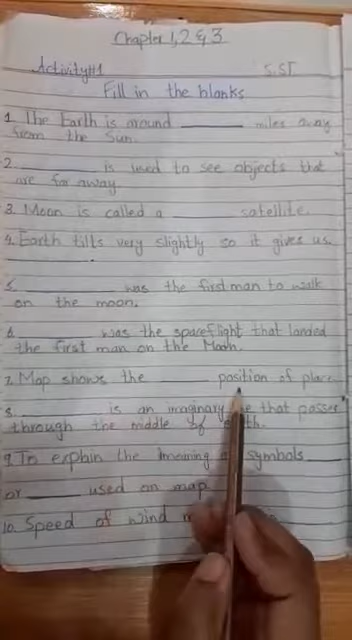 Chapter 1,2 & 3
Activity#1 S.ST
Fill in the blanks
1. The Earth is around ______ miles away
from the Sun.
2. ______ is used to see objects that
are far away
3. Moon is called a ______ satellite.
4. Earth tilts very slightly so it gives us
______.
5. ______ was the first man to walk
on the moon.
6. ______ was the spaceflight that landed
the first man on the Moon.
7. Map shows the ______ position of place
8. ______ is an imaginary that passes
through the middle of
9. To explain the meaning symbols ____
or ____ used on map
10. Speed of wind